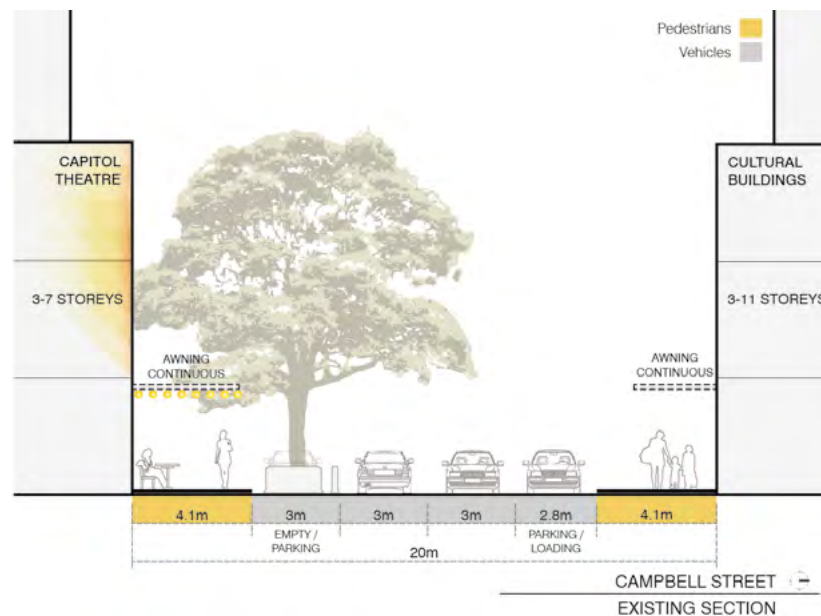 Pedestrians
Vehicles
CAPITOL
THEATRE
CULTURAL
BUILDINGS
3-7 STOREYS
3-11 STOREYS
AWNING
CONTINUOUS
AWNING
CONTINUOUS
4.1m
3m
3m
3m
2.8m
4.1m
EMPTY /
PARKING
PARKING /
LOADING
20m
CAMPBELL STREET
EXISTING SECTION